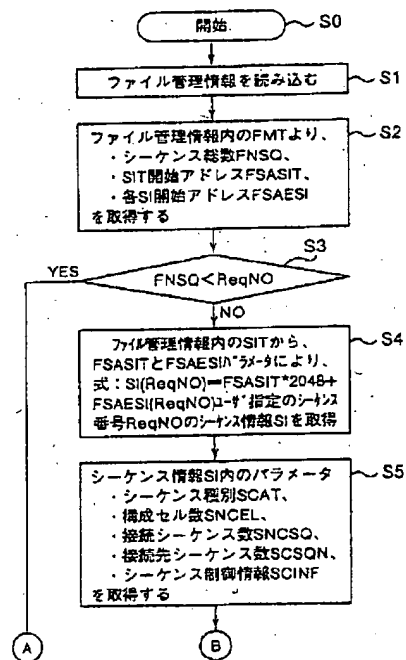 開始
S0
ファイル管理情報を読み込む
S1
ファイル管理情報内のFMTより、
・シーケンス総数FNSQ、
・SIT開始アドレスFSASIT、
・各SI開始アドレスFSAESI
を取得する
S2
S3
YES
FNSQ<ReqNO
NO
ファイル管理情報内のSITから、
FSASITとFSAESIパラメータにより、
式：SI(ReqNO)=FSASIT*2048+
FSAESI(ReqNO)ユーザ指定のシーケンス
番号ReqNOのシーケンス情報SIを取得
S4
シーケンス情報SI内のパラメータ
・シーケンス種別SCAT、
・構成セル数SNCEL、
・接続シーケンス数SNCSQ、
・接続先シーケンス数SCSQN、
・シーケンス制御情報SCINF
を取得する
S5
A
B